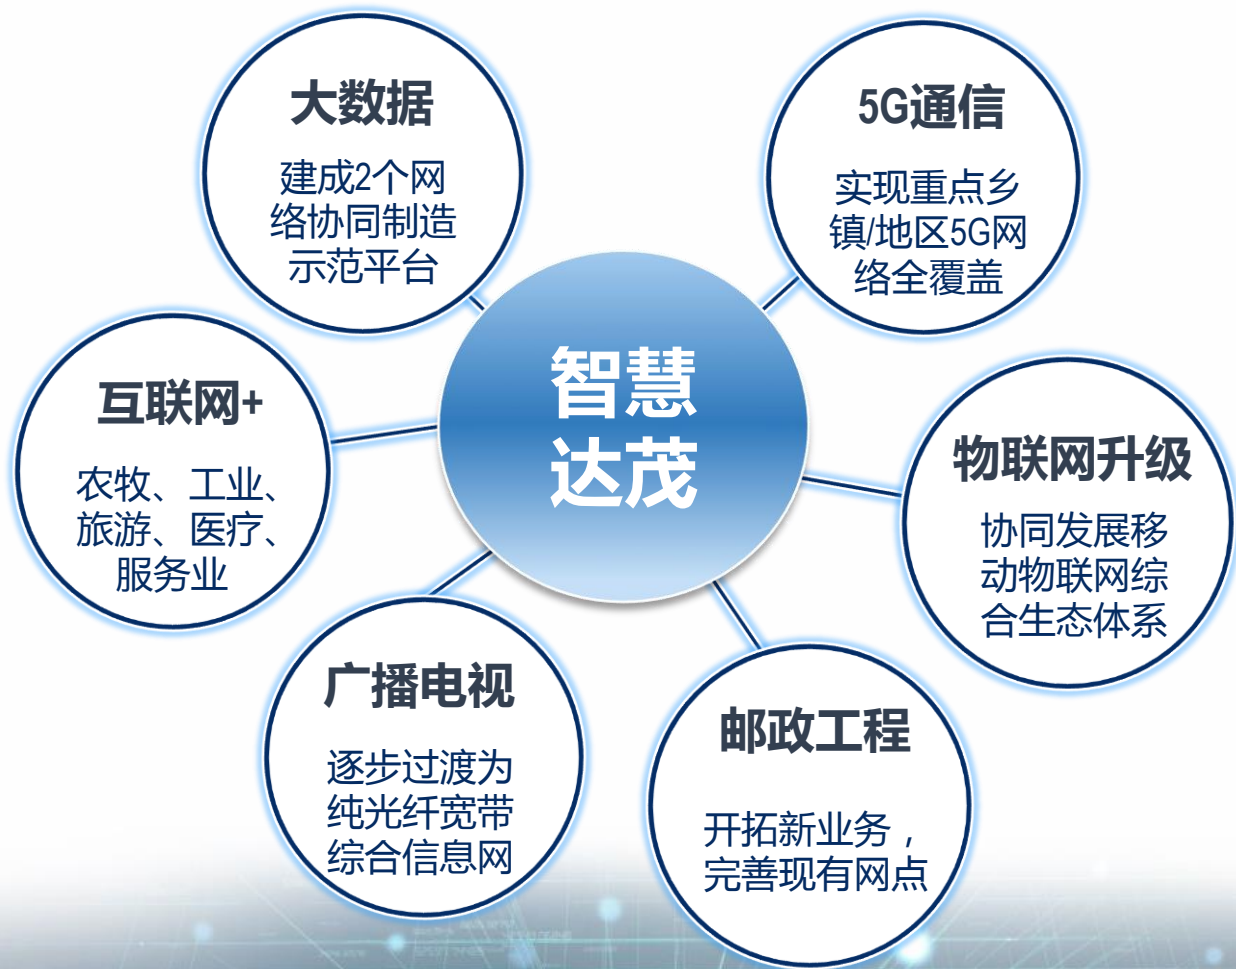 大数据
建成2个网
络协同制造
示范平台
5G通信
实现重点乡
镇/地区5G网
络全覆盖
智慧
达茂
互联网+
农牧、工业、
旅游、医疗、
服务业
物联网升级
协同发展移
动物联网综
合生态体系
广播电视
逐步过渡为
纯光纤宽带
综合信息网
邮政工程
开拓新业务，
完善现有网点